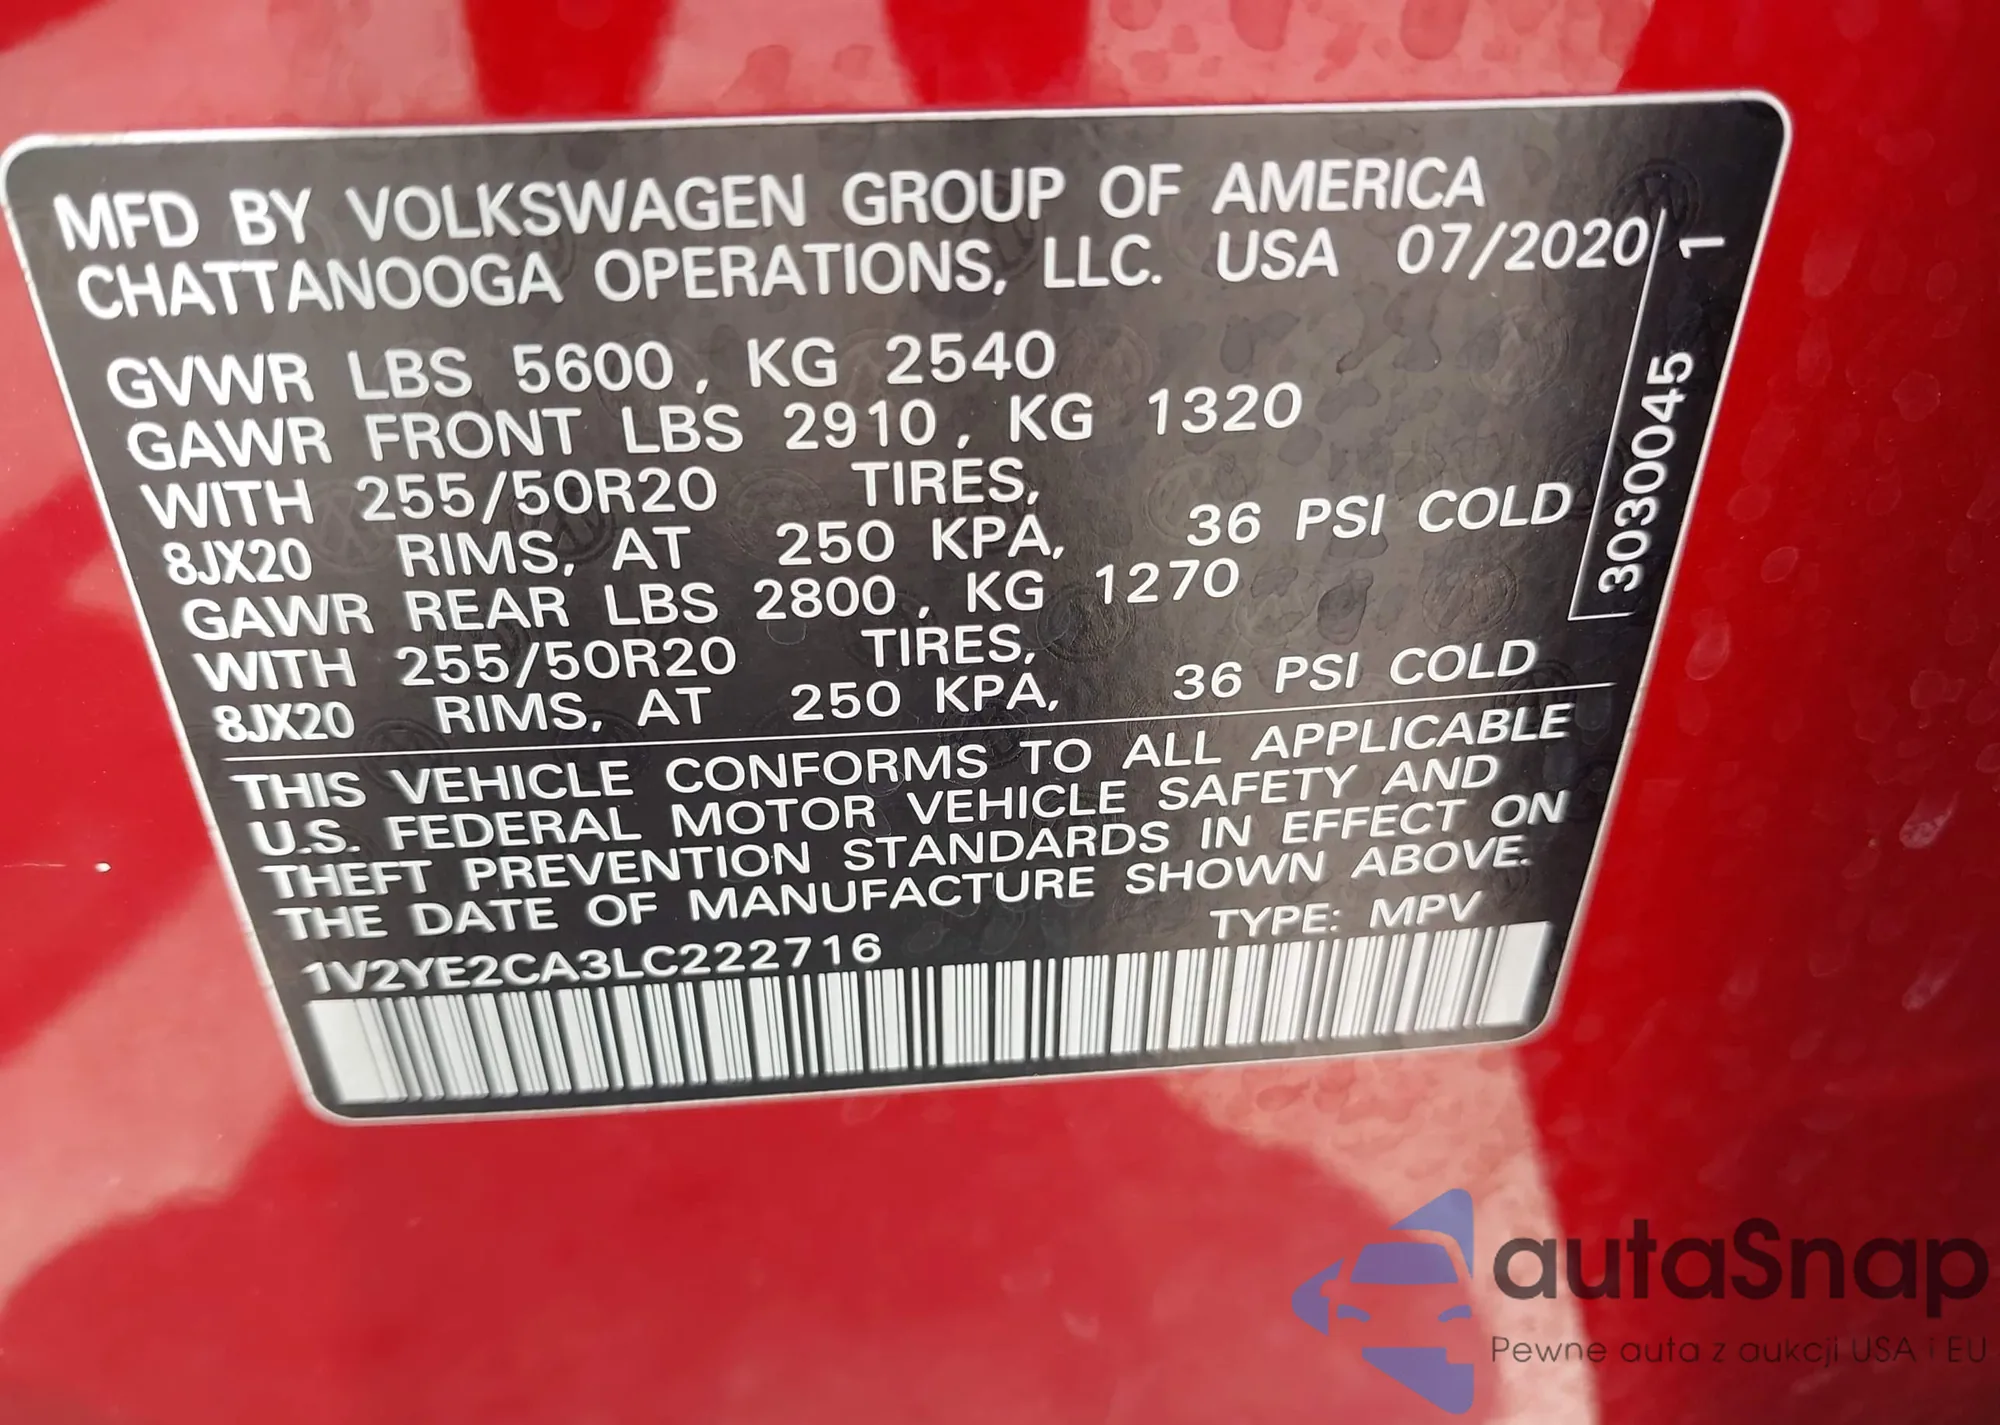 MFD BY VOLKSWAGEN GROUP OF AMERICA
CHATTANOOGA OPERATIONS, LLC. USA 07/2020
GVWR LBS 5600, KG 2540
GAWR FRONT LBS 2910, KG 1320
WITH 255/50R20 TIRES,
8JX20 RIMS, AT 250 KPA, 36 PSI COLD
GAWR REAR LBS 2800, KG 1270
WITH 255/50R20 TIRES,
8JX20 RIMS, AT 250 KPA, 36 PSI COLD
3030045 1
THIS VEHICLE CONFORMS TO ALL APPLICABLE
U.S. FEDERAL MOTOR VEHICLE SAFETY AND
THEFT PREVENTION STANDARDS IN EFFECT ON
THE DATE OF MANUFACTURE SHOWN ABOVE.
1V2YE2CA3LC222716 TYPE: MPV
autaSnap
Pewne auta z aukcji USA i EU